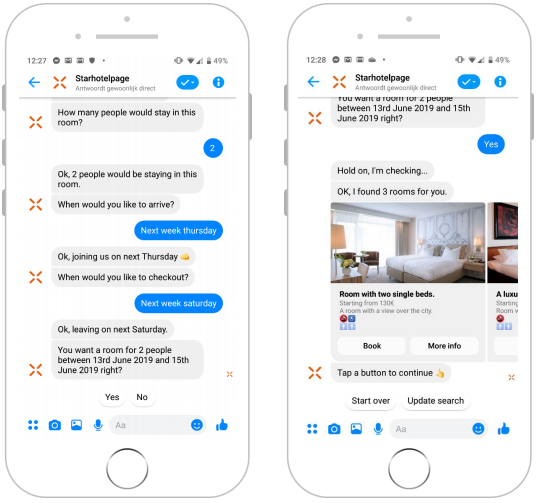 12:27
49%
Starhotelpage
Antwoordt gewoonlijk direct
How many people would stay in this
room?
2
Ok, 2 people would be staying in this
room.
When would you like to arrive?
Next week thursday
Ok, joining us on next Thursday
When would you like to checkout?
Next week saturday
Ok, leaving on next Saturday.
You want a room for 2 people
between 13rd June 2019 and 15th
June 2019 right?
Yes
No
Aa
12:28
49%
Starhotelpage
Antwoordt gewoonlijk direct
You want a room for 2 people
between 13rd June 2019 and 15th
June 2019 right?
Yes
Hold on, I'm checking...
OK, I found 3 rooms for you.
Room with two single beds.
Starting from 130€
A room with a view over the city.
Book
More info
A luxu
Starting
Room v
Tap a button to continue
Start over
Update search
Aa